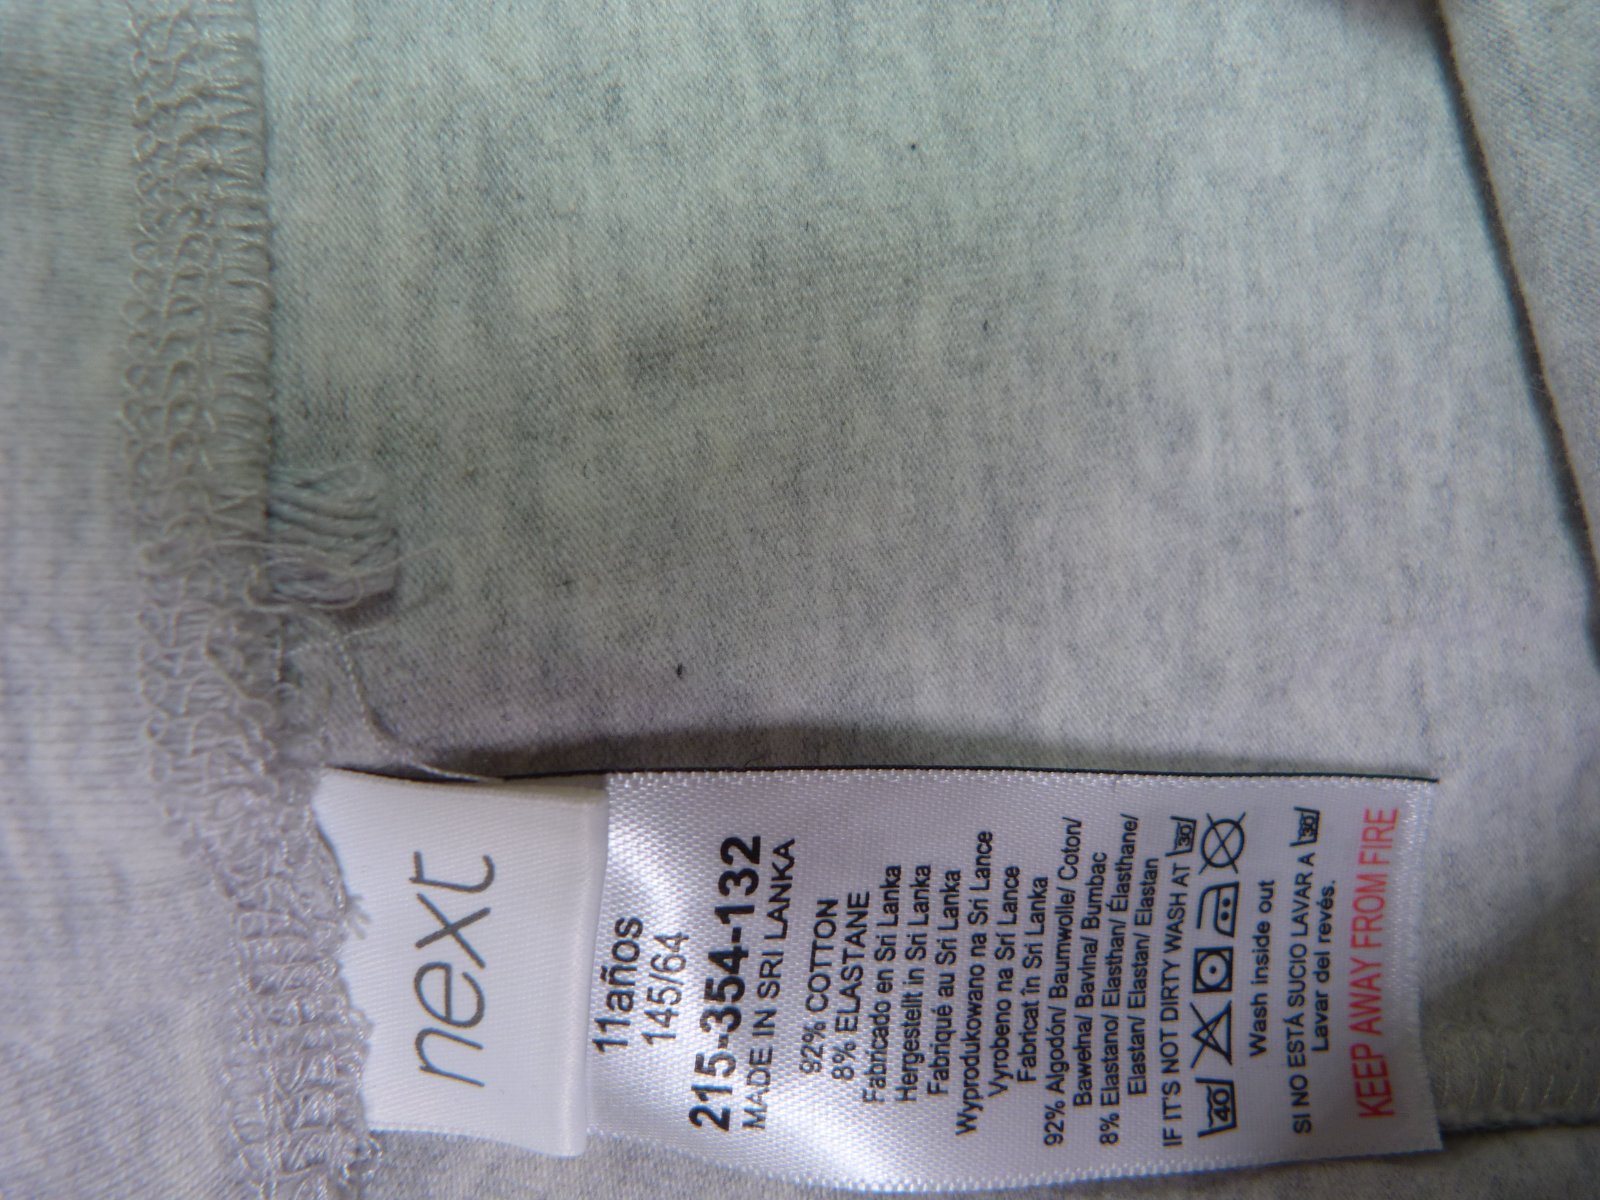 next
11años
145/64
215-354-132
MADE IN SRI LANKA
92% COTTON
8% ELASTANE
Fabricado en Sri Lanka
Hergestellt in Sri Lanka
Fabriqué au Sri Lanka
Wyprodukowano na Sri Lance
Vyrobeno na Srí Lance
Fabricat în Sri Lanka
92% Algodón/ Baumwolle/ Coton/
Bawełna/ Bavlna/ Bumbac
8% Elastano/ Elasthan/ Élasthane/
Elastan/ Elastan/ Elastan
IF IT'S NOT DIRTY WASH AT 30/
40
Wash inside out
SI NO ESTÁ SUCIO LAVAR A 30/
Lavar del revés.
KEEP AWAY FROM FIRE